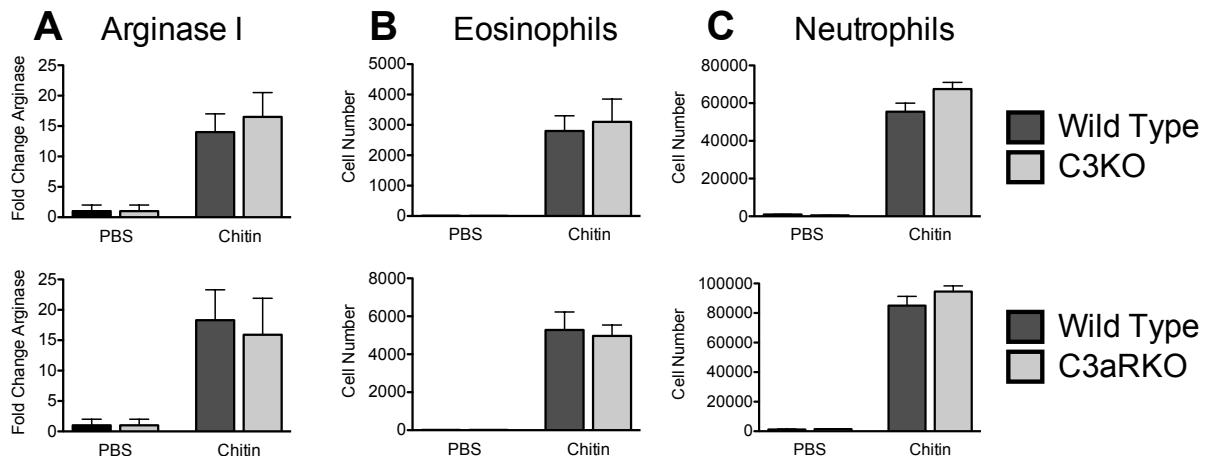 A Arginase I
Fold Change Arginase
25
20
15
10
5
0
PBS Chitin
B Eosinophils
Cell Number
5000
4000
3000
2000
1000
0
PBS Chitin
C Neutrophils
Cell Number
80000
60000
40000
20000
0
PBS Chitin
Wild Type
C3KO
Fold Change Arginase
25
20
15
10
5
0
PBS Chitin
Cell Number
8000
6000
4000
2000
0
PBS Chitin
Cell Number
100000
80000
60000
40000
20000
0
PBS Chitin
Wild Type
C3aRKO